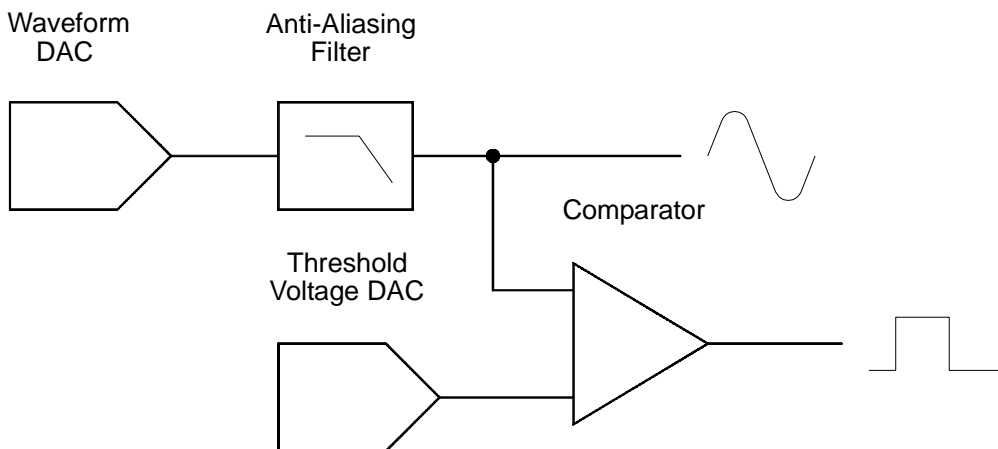 Waveform
DAC
Anti-Aliasing
Filter
Comparator
Threshold
Voltage DAC